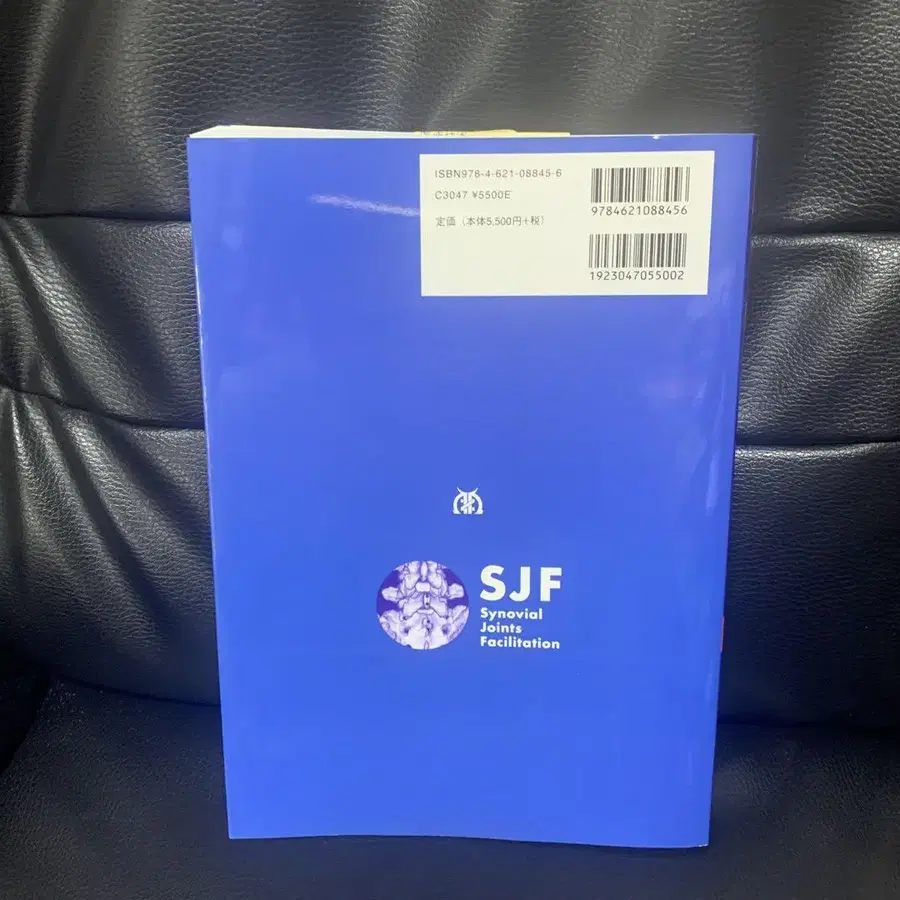 ISBN978-4-621-08845-6
C3047 ¥5500E
定価（本体5,500円+税）
9784621088456
1923047055002
SJF
Synovial
Joints
Facilitation